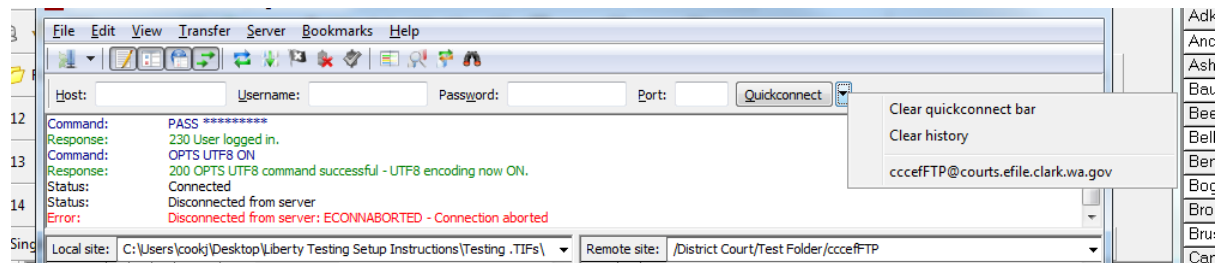 File Edit View Transfer Server Bookmarks Help
Host: Username: Password: Port: Quickconnect
Clear quickconnect bar
Clear history
cccefFTP@courts.efile.clark.wa.gov
Command: PASS *********
Response: 230 User logged in.
Command: OPTS UTF8 ON
Response: 200 OPTS UTF8 command successful - UTF8 encoding now ON.
Status: Connected
Status: Disconnected from server
Error: Disconnected from server: ECONNABORTED - Connection aborted
Local site: C:\Users\cookj\Desktop\Liberty Testing Setup Instructions\Testing .TIFs\ Remote site: /District Court/Test Folder/cccefFTP
12
13
14
Sing
Adk
Anc
Ash
Bau
Bee
Bell
Ber
Bog
Bro
Brus
Car